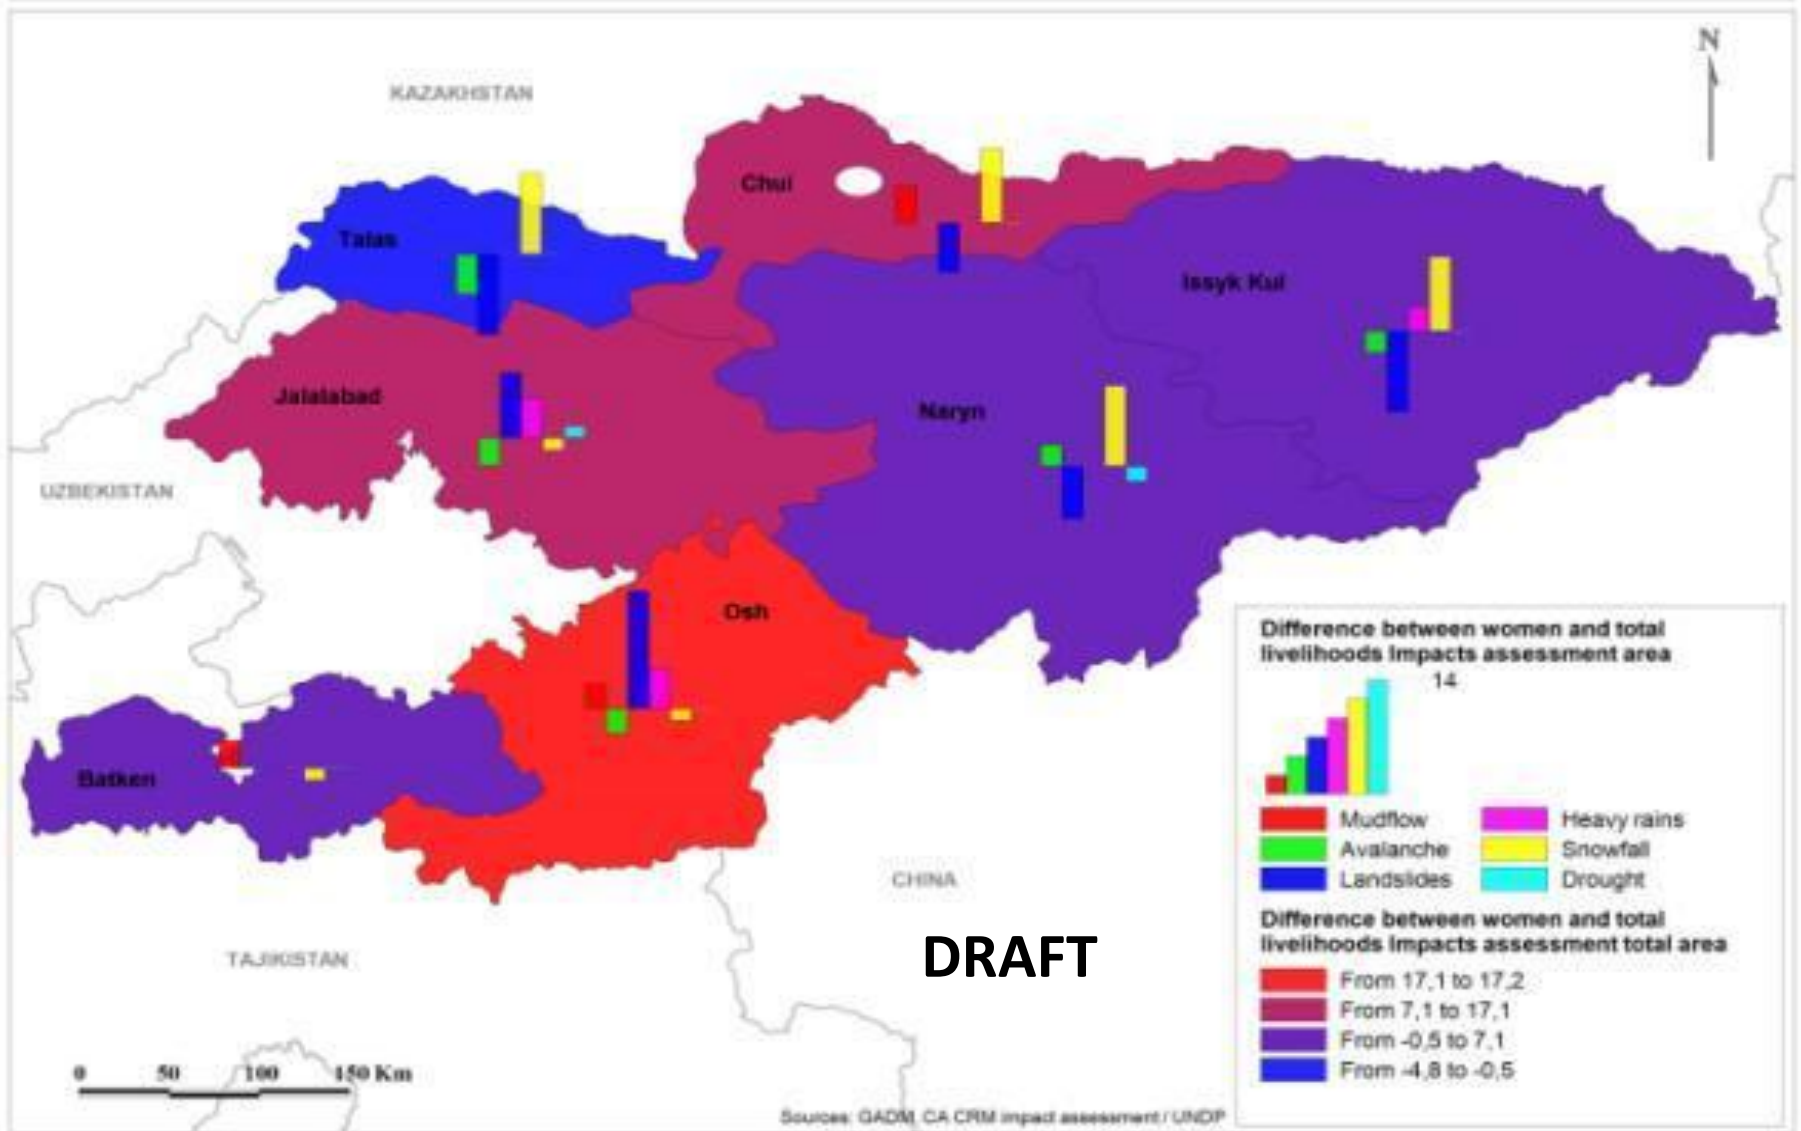 N
KAZAKHSTAN
Chui
Talas
Issyk Kul
Jalalabad
Naryn
UZBEKISTAN
Osh
Batken
CHINA
DRAFT
TAJIKISTAN
0 50 100 150 Km
Sources: GADM, CA CRM impact assessment / UNDP
Difference between women and total
livelihoods Impacts assessment area
14
Mudflow
Heavy rains
Avalanche
Snowfall
Landslides
Drought
Difference between women and total
livelihoods Impacts assessment total area
From 17,1 to 17,2
From 7,1 to 17,1
From -0,5 to 7,1
From -4,8 to -0,5